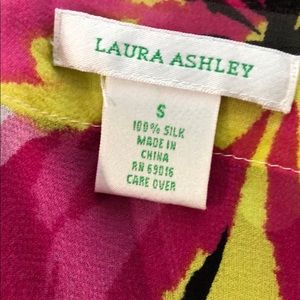 LAURA ASHLEY
S
100% SILK
MADE IN
CHINA
RN 69016
CARE OVER